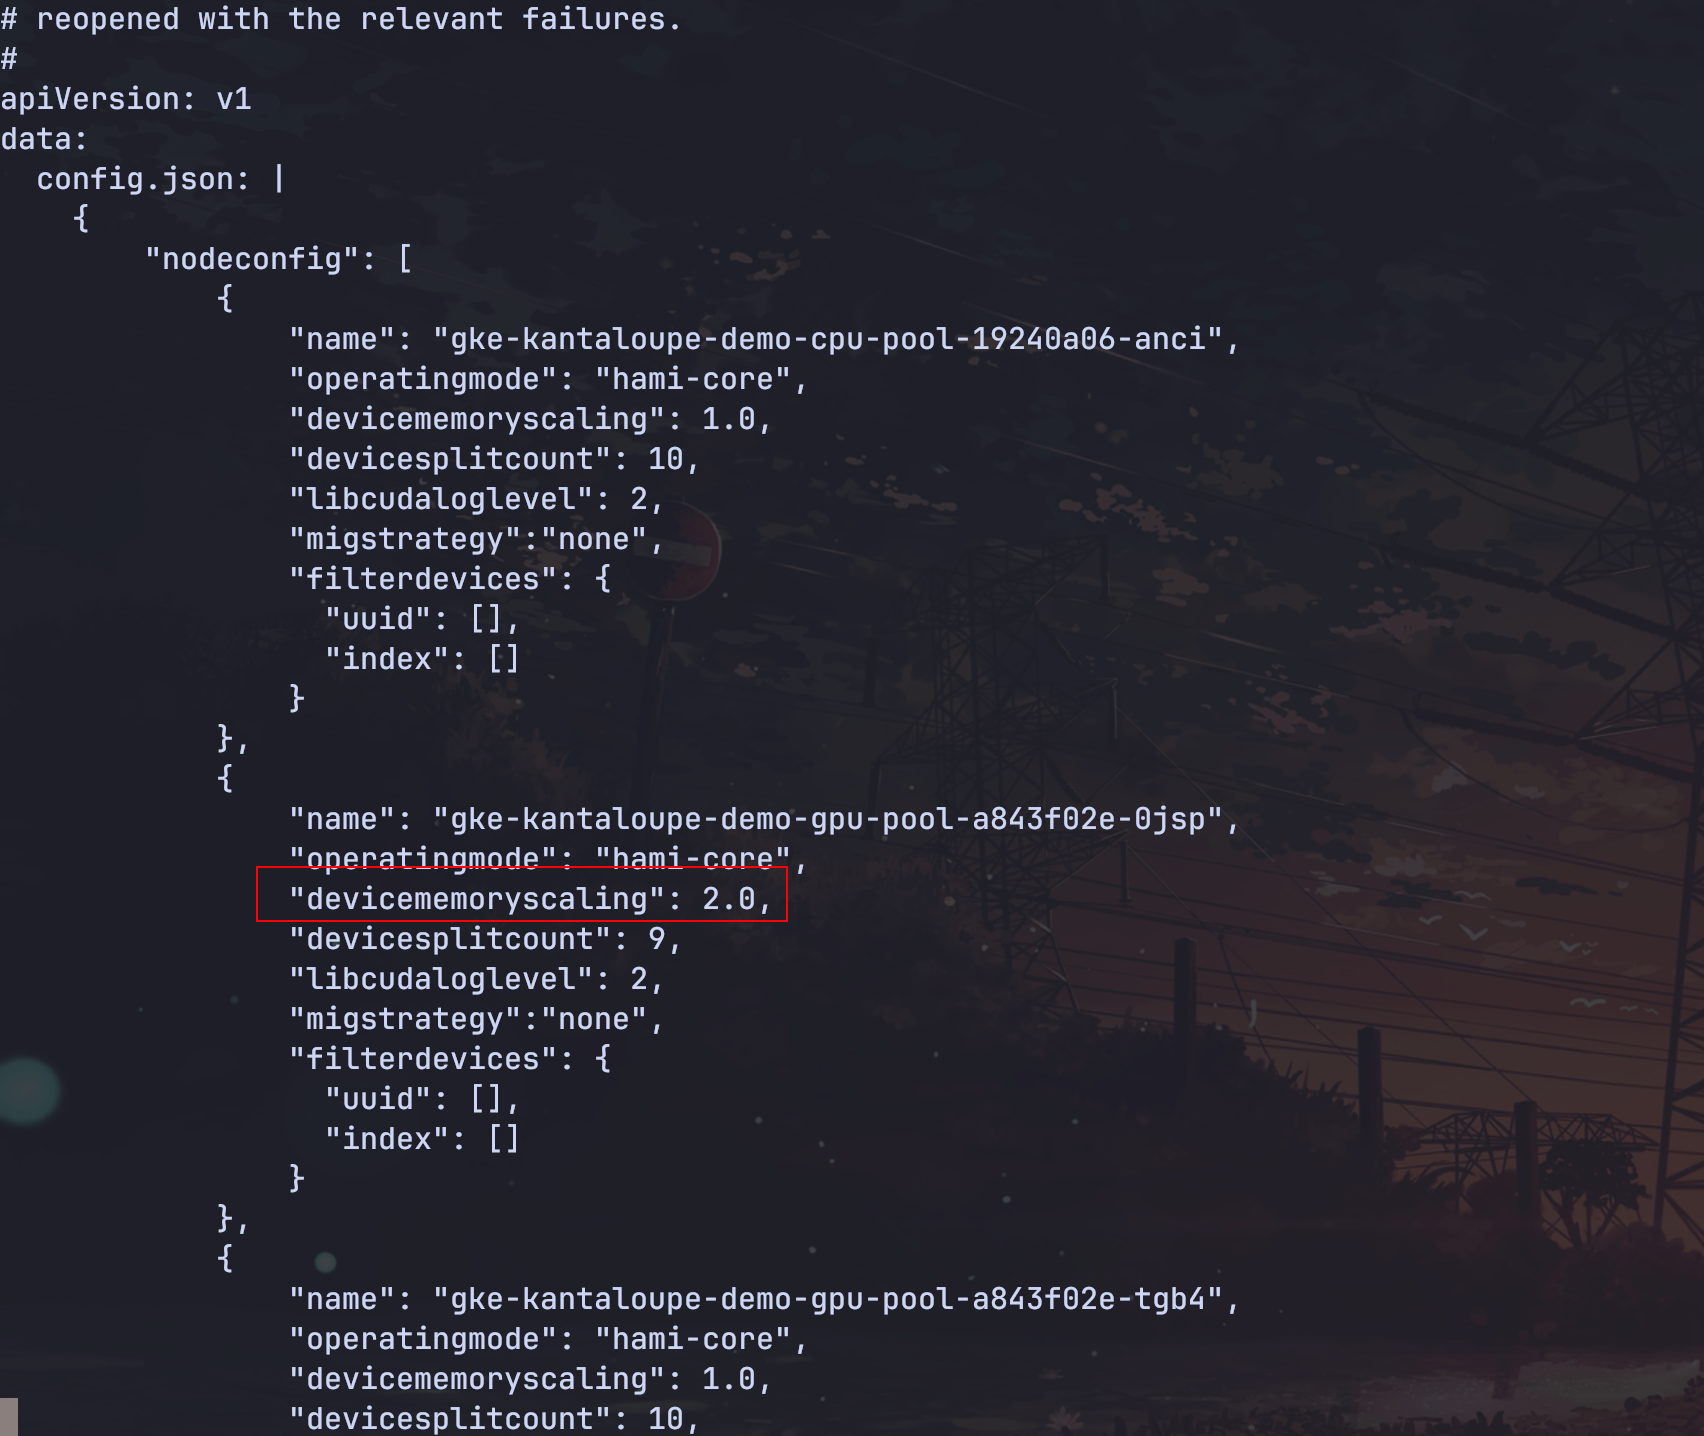 # reopened with the relevant failures.
#
apiVersion: v1
data:
  config.json: |
    {
        "nodeconfig": [
            {
                "name": "gke-kantaloupe-demo-cpu-pool-19240a06-anci",
                "operatingmode": "hami-core",
                "devicememoryscaling": 1.0,
                "devicesplitcount": 10,
                "libcudaloglevel": 2,
                "migstrategy":"none",
                "filterdevices": {
                  "uuid": [],
                  "index": []
                }
            },
            {
                "name": "gke-kantaloupe-demo-gpu-pool-a843f02e-0jsp",
                "operatingmode": "hami-core",
                "devicememoryscaling": 2.0,
                "devicesplitcount": 9,
                "libcudaloglevel": 2,
                "migstrategy":"none",
                "filterdevices": {
                  "uuid": [],
                  "index": []
                }
            },
            {
                "name": "gke-kantaloupe-demo-gpu-pool-a843f02e-tgb4",
                "operatingmode": "hami-core",
                "devicememoryscaling": 1.0,
                "devicesplitcount": 10,